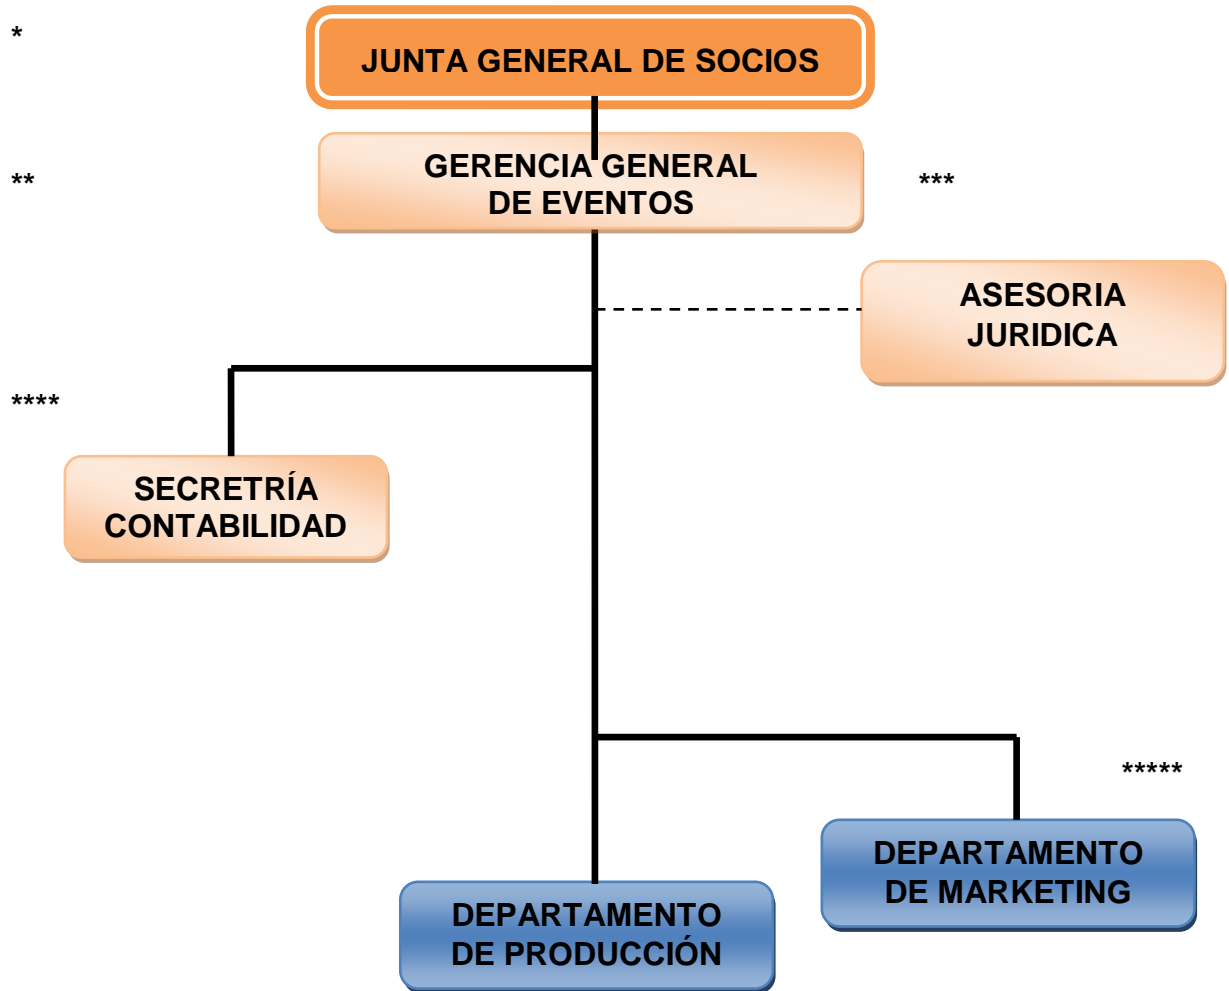 *
JUNTA GENERAL DE SOCIOS
**
GERENCIA GENERAL
DE EVENTOS
***
ASESORIA
JURIDICA
****
SECRETRÍA
CONTABILIDAD
*****
DEPARTAMENTO
DE MARKETING
DEPARTAMENTO
DE PRODUCCIÓN